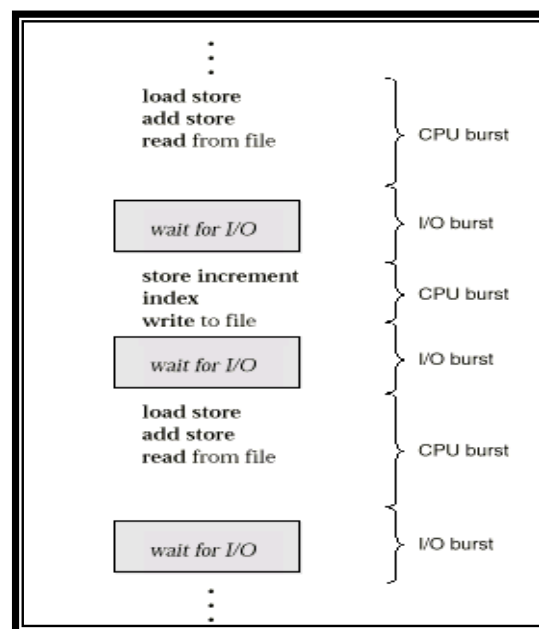 load store
add store
read from file
CPU burst
wait for I/O
I/O burst
store increment
index
write to file
CPU burst
wait for I/O
I/O burst
load store
add store
read from file
CPU burst
wait for I/O
I/O burst